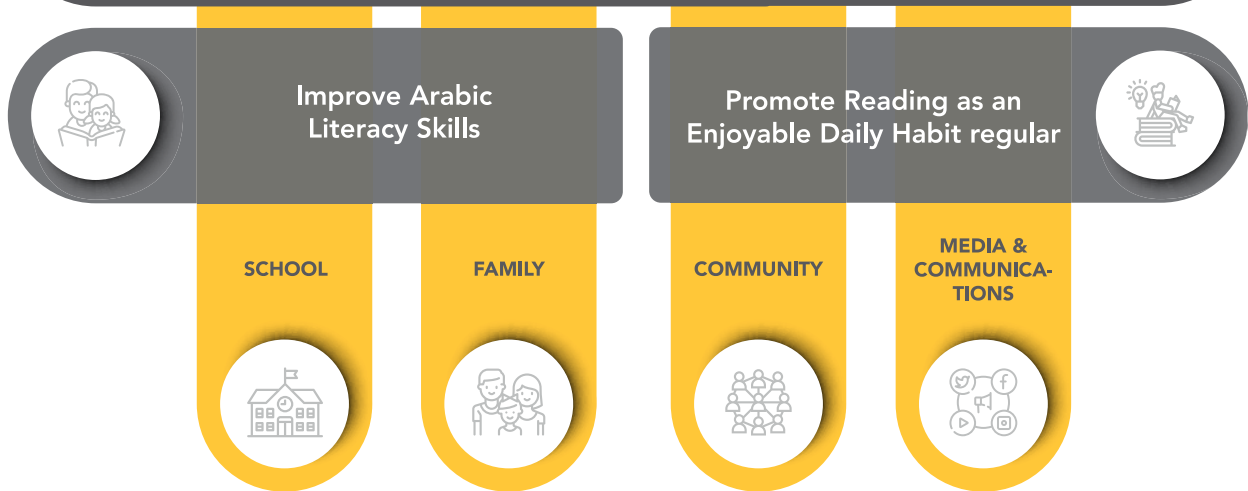 Improve Arabic
Literacy Skills
Promote Reading as an
Enjoyable Daily Habit regular
SCHOOL
FAMILY
COMMUNITY
MEDIA &
COMMUNICA-
TIONS